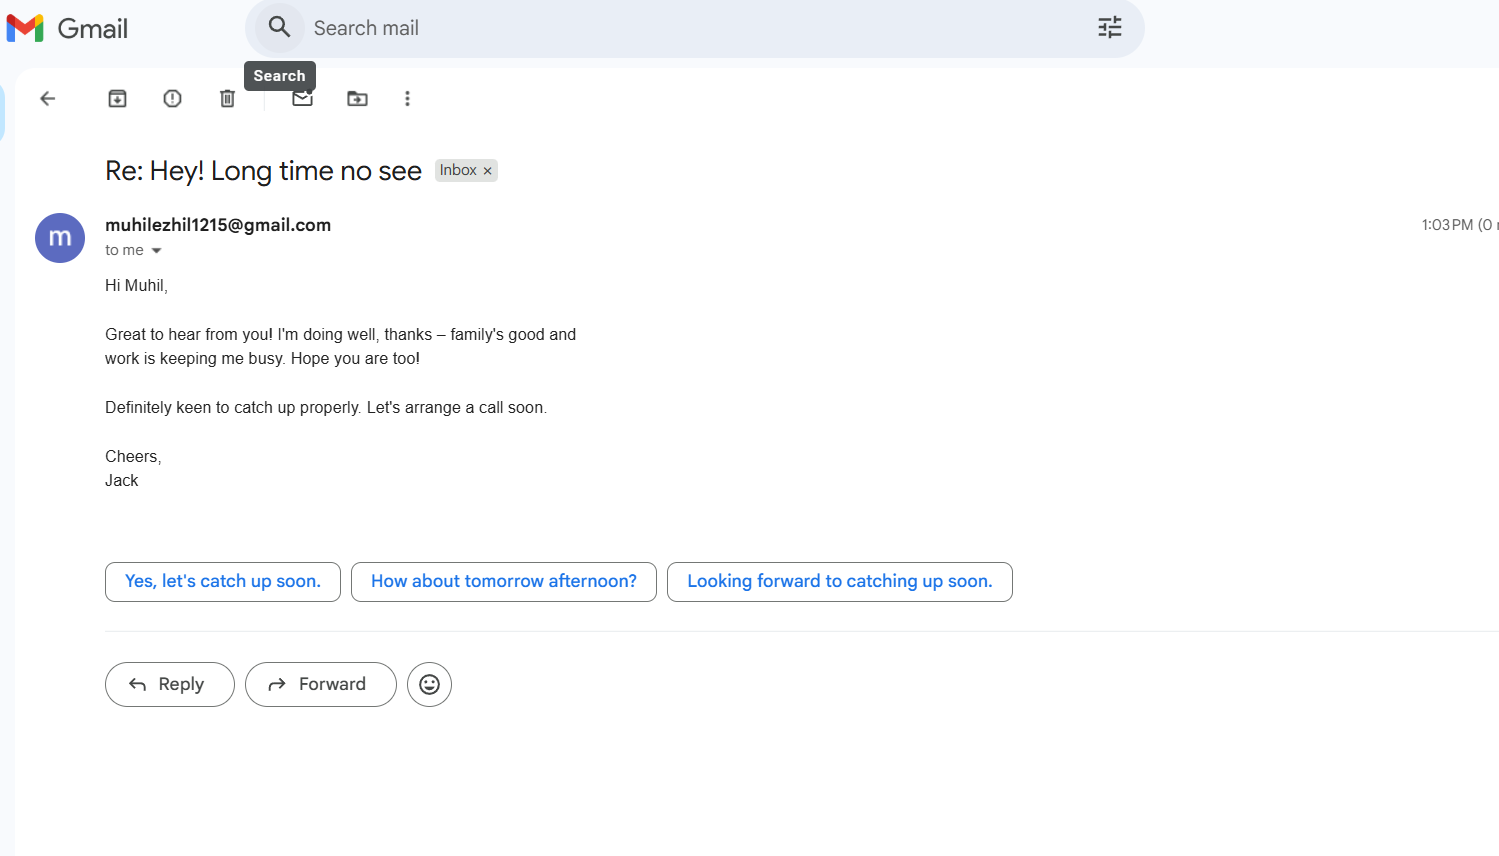 Gmail
Search mail
Search
Re: Hey! Long time no see Inbox ×
m
muhilezhil1215@gmail.com 1:03 PM (0
to me
Hi Muhil,
Great to hear from you! I'm doing well, thanks – family's good and
work is keeping me busy. Hope you are too!
Definitely keen to catch up properly. Let's arrange a call soon.
Cheers,
Jack
Yes, let's catch up soon. How about tomorrow afternoon? Looking forward to catching up soon.
Reply Forward